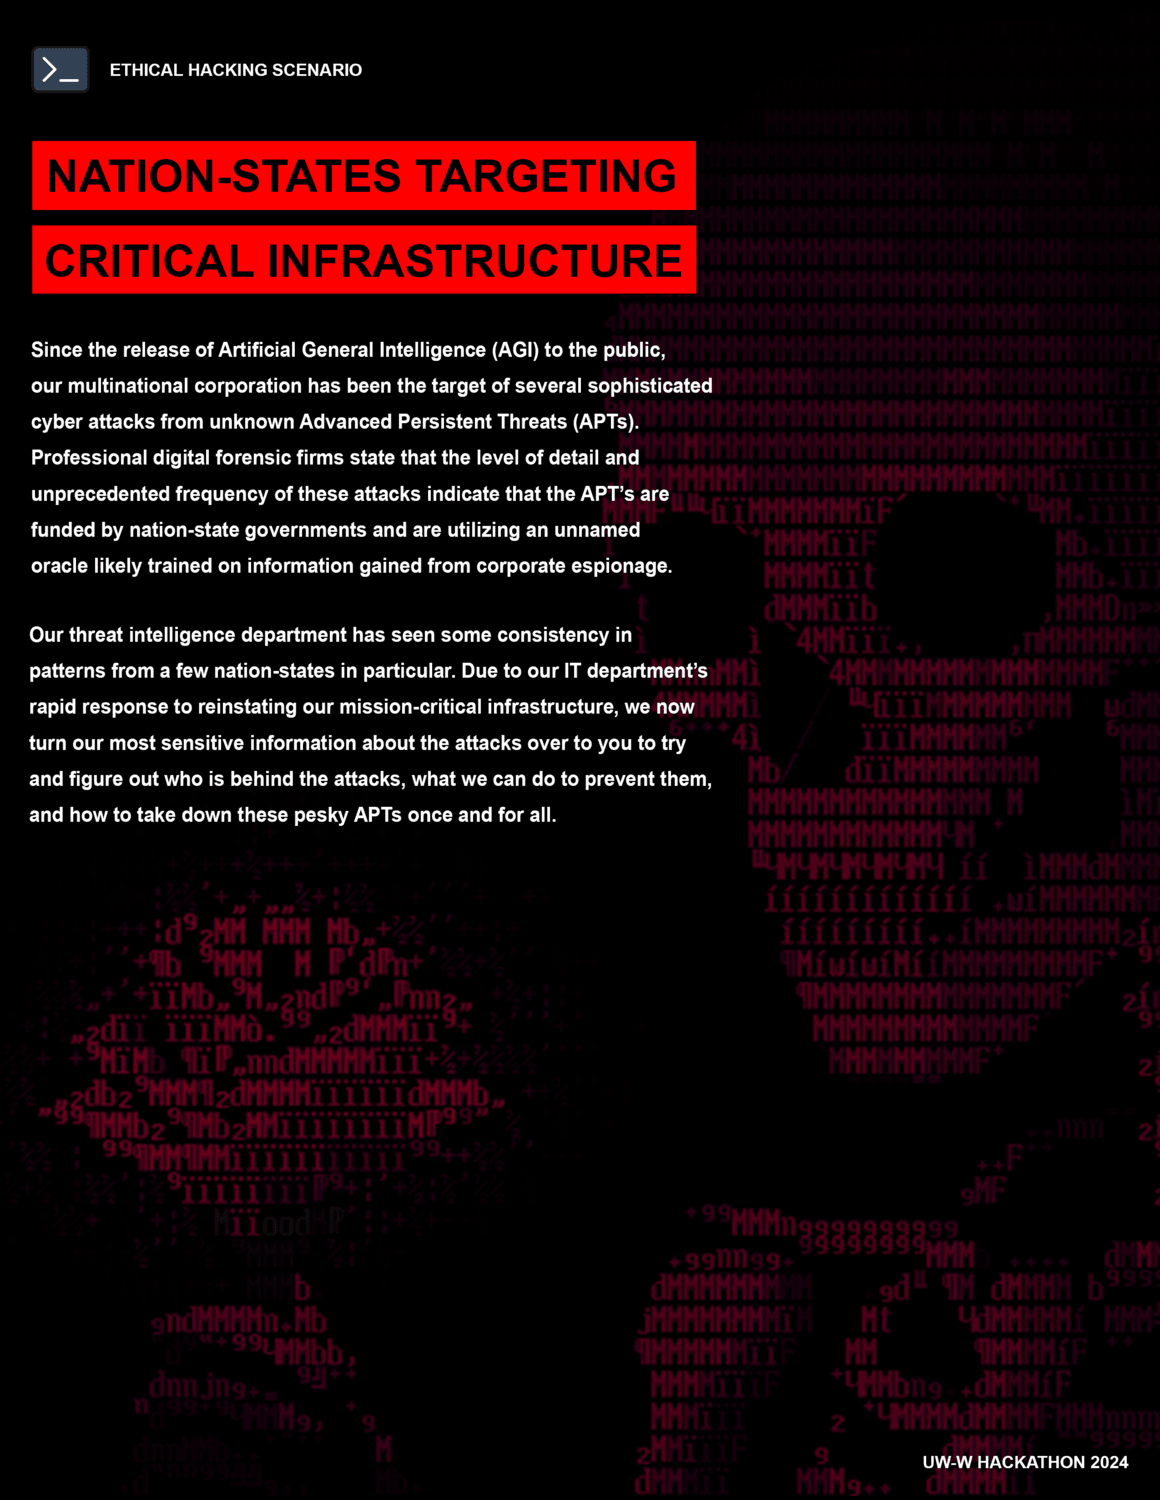 >_
ETHICAL HACKING SCENARIO
NATION-STATES TARGETING
CRITICAL INFRASTRUCTURE
Since the release of Artificial General Intelligence (AGI) to the public,
our multinational corporation has been the target of several sophisticated
cyber attacks from unknown Advanced Persistent Threats (APTs).
Professional digital forensic firms state that the level of detail and
unprecedented frequency of these attacks indicate that the APT’s are
funded by nation-state governments and are utilizing an unnamed
oracle likely trained on information gained from corporate espionage.
Our threat intelligence department has seen some consistency in
patterns from a few nation-states in particular. Due to our IT department’s
rapid response to reinstating our mission-critical infrastructure, we now
turn our most sensitive information about the attacks over to you to try
and figure out who is behind the attacks, what we can do to prevent them,
and how to take down these pesky APTs once and for all.
UW-W HACKATHON 2024